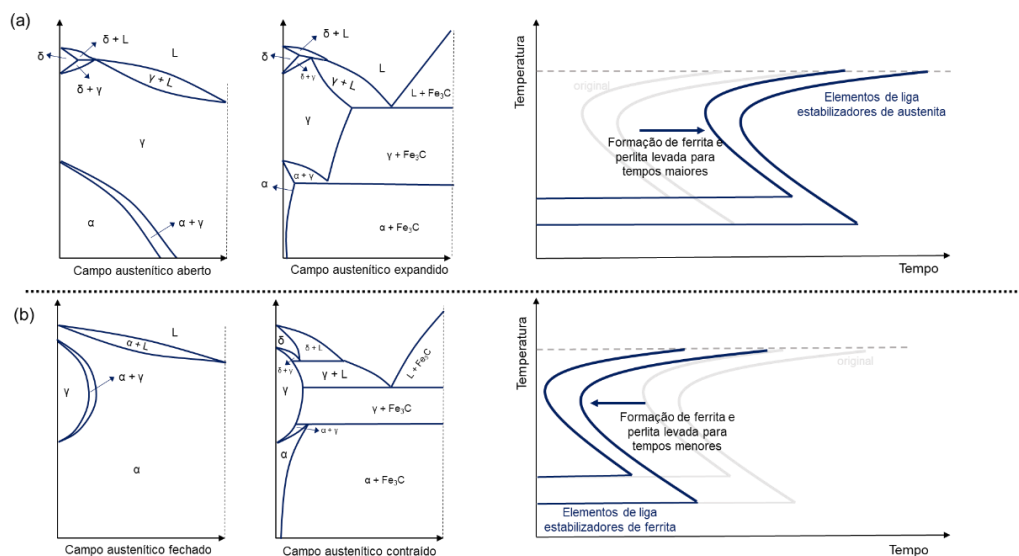 (a)
δ + L
L
δ
γ + L
δ + γ
γ
α
α + γ
Campo austenítico aberto
δ + L
δ
L
δ + γ
γ + L
L + Fe₃C
γ
γ + Fe₃C
α
α + γ
α + Fe₃C
Campo austenítico expandido
Temperatura
original
Elementos de liga
estabilizadores de austenita
Formação de ferrita e
perlita levada para
tempos maiores
Tempo
(b)
L
α + L
γ
α + γ
α
Campo austenítico fechado
δ
δ + L
L + Fe₃C
δ + γ
γ + L
γ
γ + Fe₃C
α + γ
α
α + Fe₃C
Campo austenítico contraído
Temperatura
original
Formação de ferrita e
perlita levada para
tempos menores
Elementos de liga
estabilizadores de ferrita
Tempo